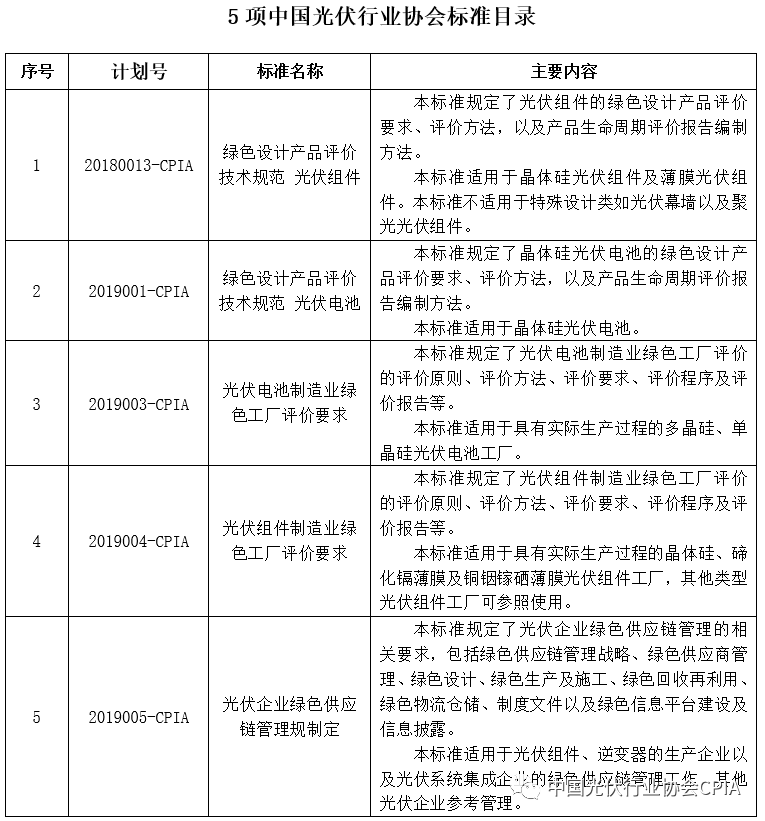 5 项中国光伏行业协会标准目录
序号 计划号 标准名称 主要内容
1
20180013-CPIA
绿色设计产品评价
技术规范 光伏组件
本标准规定了光伏组件的绿色设计产品评价
要求、评价方法，以及产品生命周期评价报告编制
方法。
本标准适用于晶体硅光伏组件及薄膜光伏组
件。本标准不适用于特殊设计类如光伏幕墙以及聚
光光伏组件。
2
2019001-CPIA
绿色设计产品评价
技术规范 光伏电池
本标准规定了晶体硅光伏电池的绿色设计产
品评价要求、评价方法，以及产品生命周期评价报
告编制方法。
本标准适用于晶体硅光伏电池。
3
2019003-CPIA
光伏电池制造业绿
色工厂评价要求
本标准规定了光伏电池制造业绿色工厂评价
的评价原则、评价方法、评价要求、评价程序及评
价报告等。
本标准适用于具有实际生产过程的多晶硅、单
晶硅光伏电池工厂。
4
2019004-CPIA
光伏组件制造业绿
色工厂评价要求
本标准规定了光伏组件制造业绿色工厂评价
的评价原则、评价方法、评价要求、评价程序及评
价报告等。
本标准适用于具有实际生产过程的晶体硅、碲
化镉薄膜及铜铟镓硒薄膜光伏组件工厂，其他类型
光伏组件工厂可参照使用。
5
2019005-CPIA
光伏企业绿色供应
链管理规制定
本标准规定了光伏企业绿色供应链管理的相
关要求，包括绿色供应链管理战略、绿色供应商管
理、绿色设计、绿色生产及施工、绿色回收再利用、
绿色物流仓储、制度文件以及绿色信息平台建设及
信息披露。
本标准适用于光伏组件、逆变器的生产企业以
及光伏系统集成企业的绿色供应链管理工作，其他
光伏企业参考管理。
中国光伏行业协会CPIA